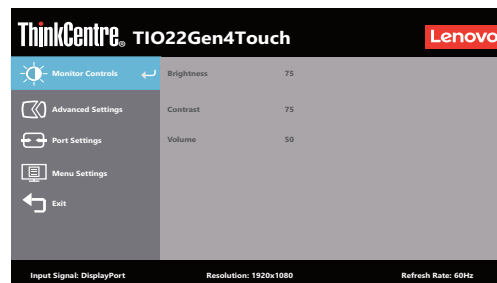 ThinkCentre® TIO22Gen4Touch
Lenovo
Monitor Controls
Brightness 75
Advanced Settings
Contrast 75
Port Settings
Volume 50
Menu Settings
Exit
Input Signal: DisplayPort Resolution: 1920x1080 Refresh Rate: 60Hz